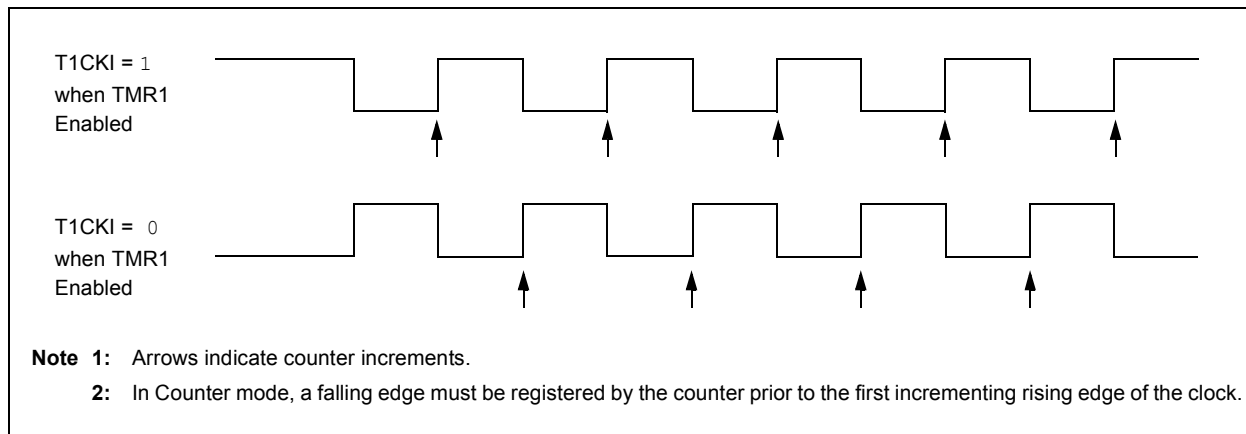 T1CKI = 1
when TMR1
Enabled
T1CKI = 0
when TMR1
Enabled
Note 1: Arrows indicate counter increments.
2: In Counter mode, a falling edge must be registered by the counter prior to the first incrementing rising edge of the clock.